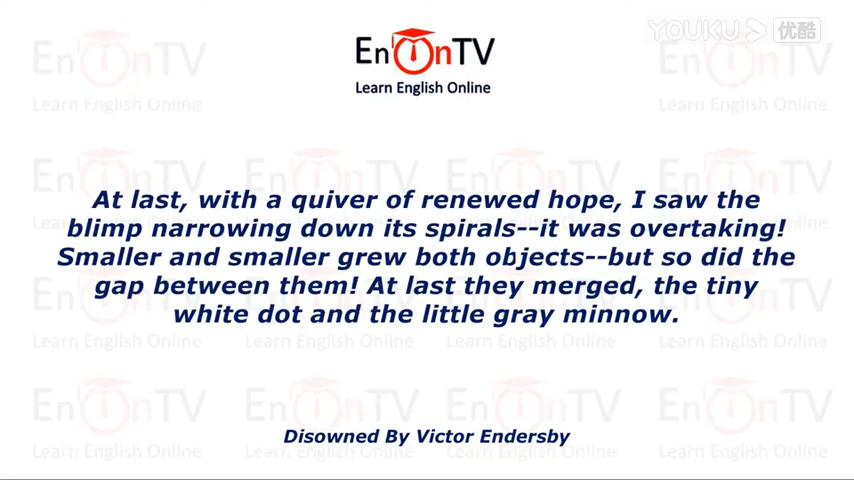 EnOnTV
Learn English Online
YOUKU 优酷
At last, with a quiver of renewed hope, I saw the
blimp narrowing down its spirals--it was overtaking!
Smaller and smaller grew both objects--but so did the
gap between them! At last they merged, the tiny
white dot and the little gray minnow.
Disowned By Victor Endersby